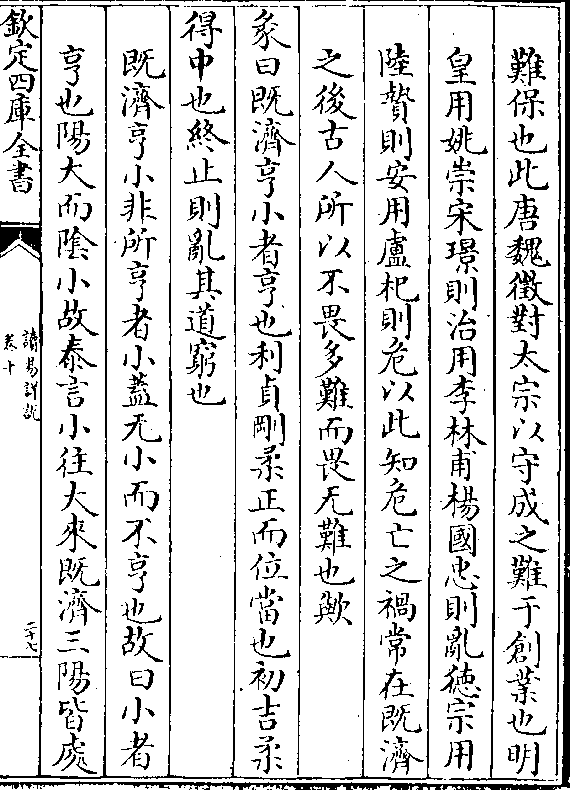 難保也此唐魏徵對太宗以守成之難于創業也明
皇用姚崇宋璟則治用李林甫楊國忠則亂徳宗用
陸贄則安用盧杞則危以此知危亡之禍常在既濟
之後古人所以不畏多難而畏无難也歟
彖曰既濟亨小者亨也利貞剛柔正而位當也初吉柔
得中也終止則亂其道窮也
既濟亨小非所亨者小蓋无小而不亨也故曰小者
亨也陽大而陰小故泰言小往大來既濟三陽皆處
欽定四庫全書
讀易詳說
卷十
二十七